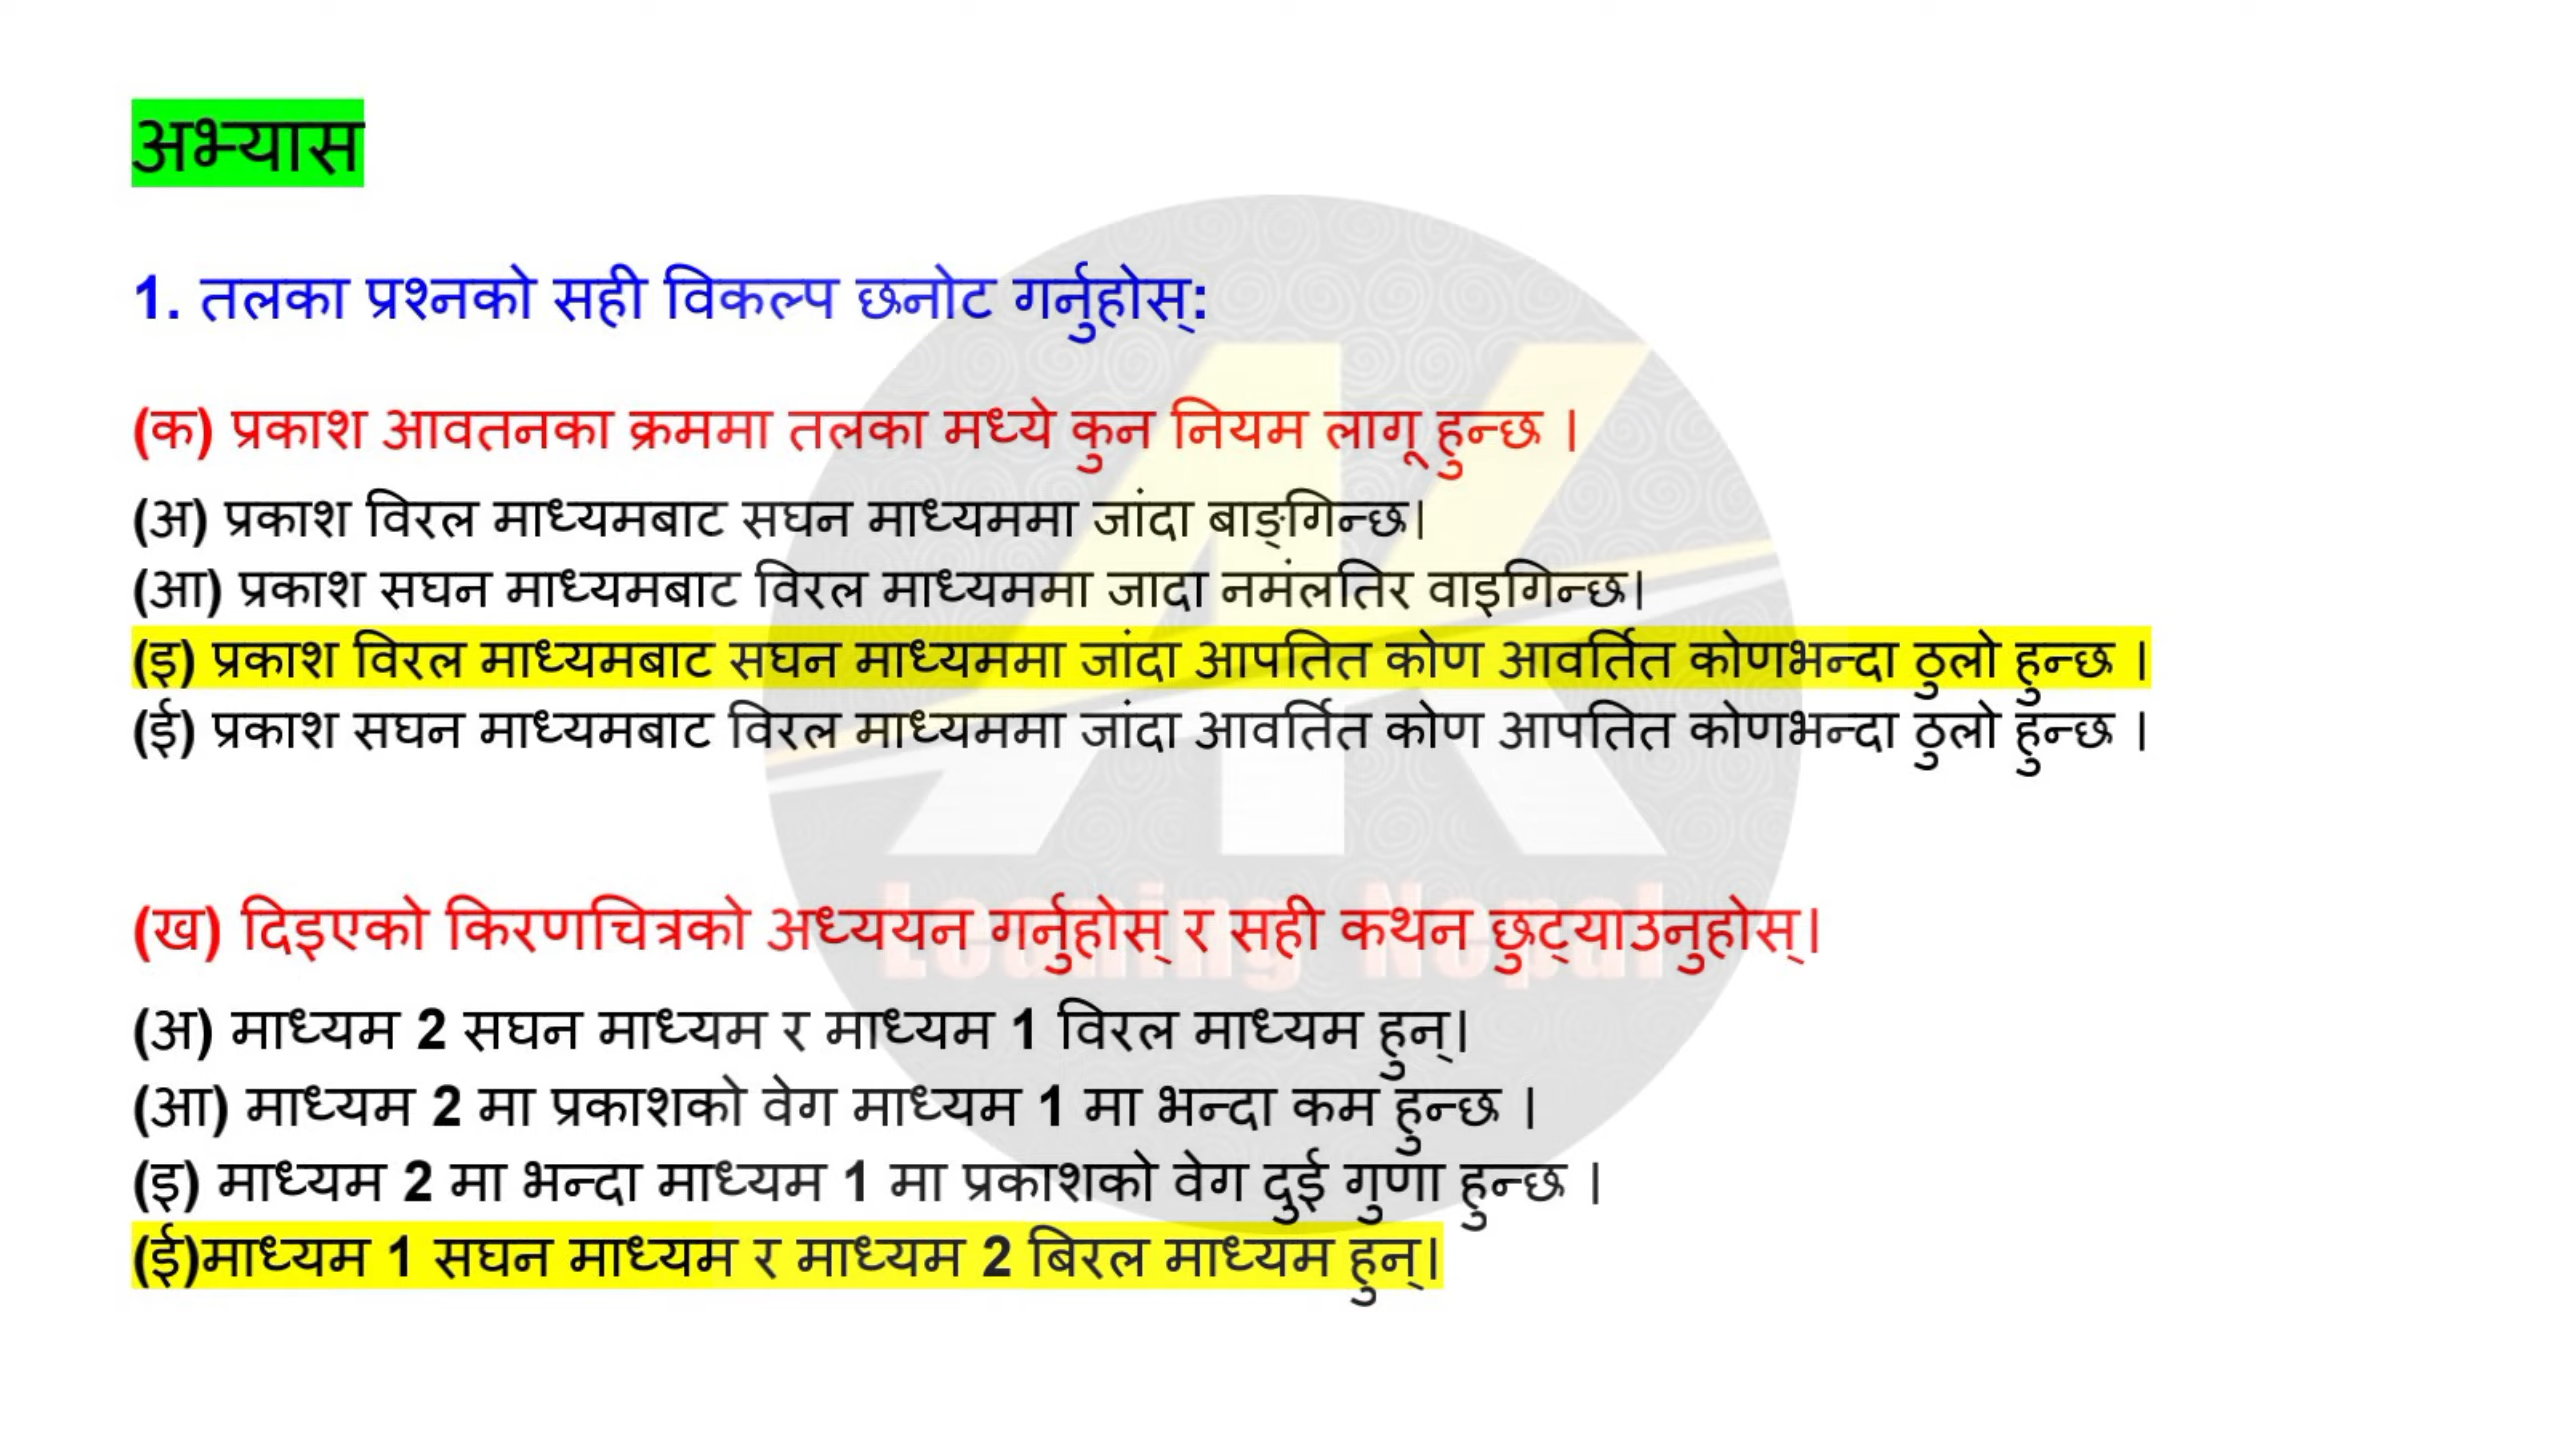 अभ्यास
1. तलका प्रश्नको सही विकल्प छनोट गर्नुहोस्:
(क) प्रकाश आवतनका क्रममा तलका मध्ये कुन नियम लागू हुन्छ ।
(अ) प्रकाश विरल माध्यमबाट सघन माध्यममा जांदा बाङ्गिन्छ।
(आ) प्रकाश सघन माध्यमबाट विरल माध्यममा जादा नमंलतिर वाइगिन्छ।
(इ) प्रकाश विरल माध्यमबाट सघन माध्यममा जांदा आपतित कोण आवर्तित कोणभन्दा ठुलो हुन्छ ।
(ई) प्रकाश सघन माध्यमबाट विरल माध्यममा जांदा आवर्तित कोण आपतित कोणभन्दा ठुलो हुन्छ ।
(ख) दिइएको किरणचित्रको अध्ययन गर्नुहोस् र सही कथन छुट्याउनुहोस्।
(अ) माध्यम 2 सघन माध्यम र माध्यम 1 विरल माध्यम हुन्।
(आ) माध्यम 2 मा प्रकाशको वेग माध्यम 1 मा भन्दा कम हुन्छ ।
(इ) माध्यम 2 मा भन्दा माध्यम 1 मा प्रकाशको वेग दुई गुणा हुन्छ ।
(ई)माध्यम 1 सघन माध्यम र माध्यम 2 बिरल माध्यम हुन्।
AK
Leaning Nepal